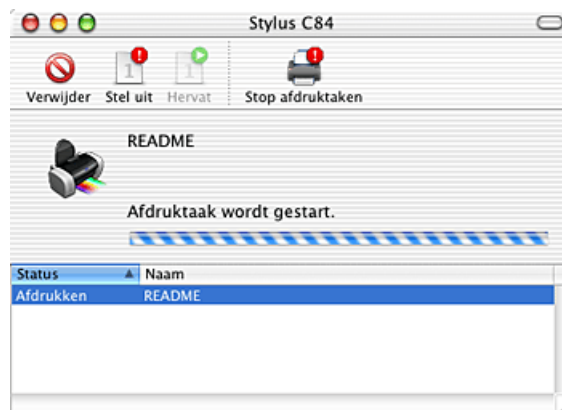 Stylus C84
Verwijder Stel uit Hervat Stop afdruktaken
README
Afdruktaak wordt gestart.
Status Naam
Afdrukken README